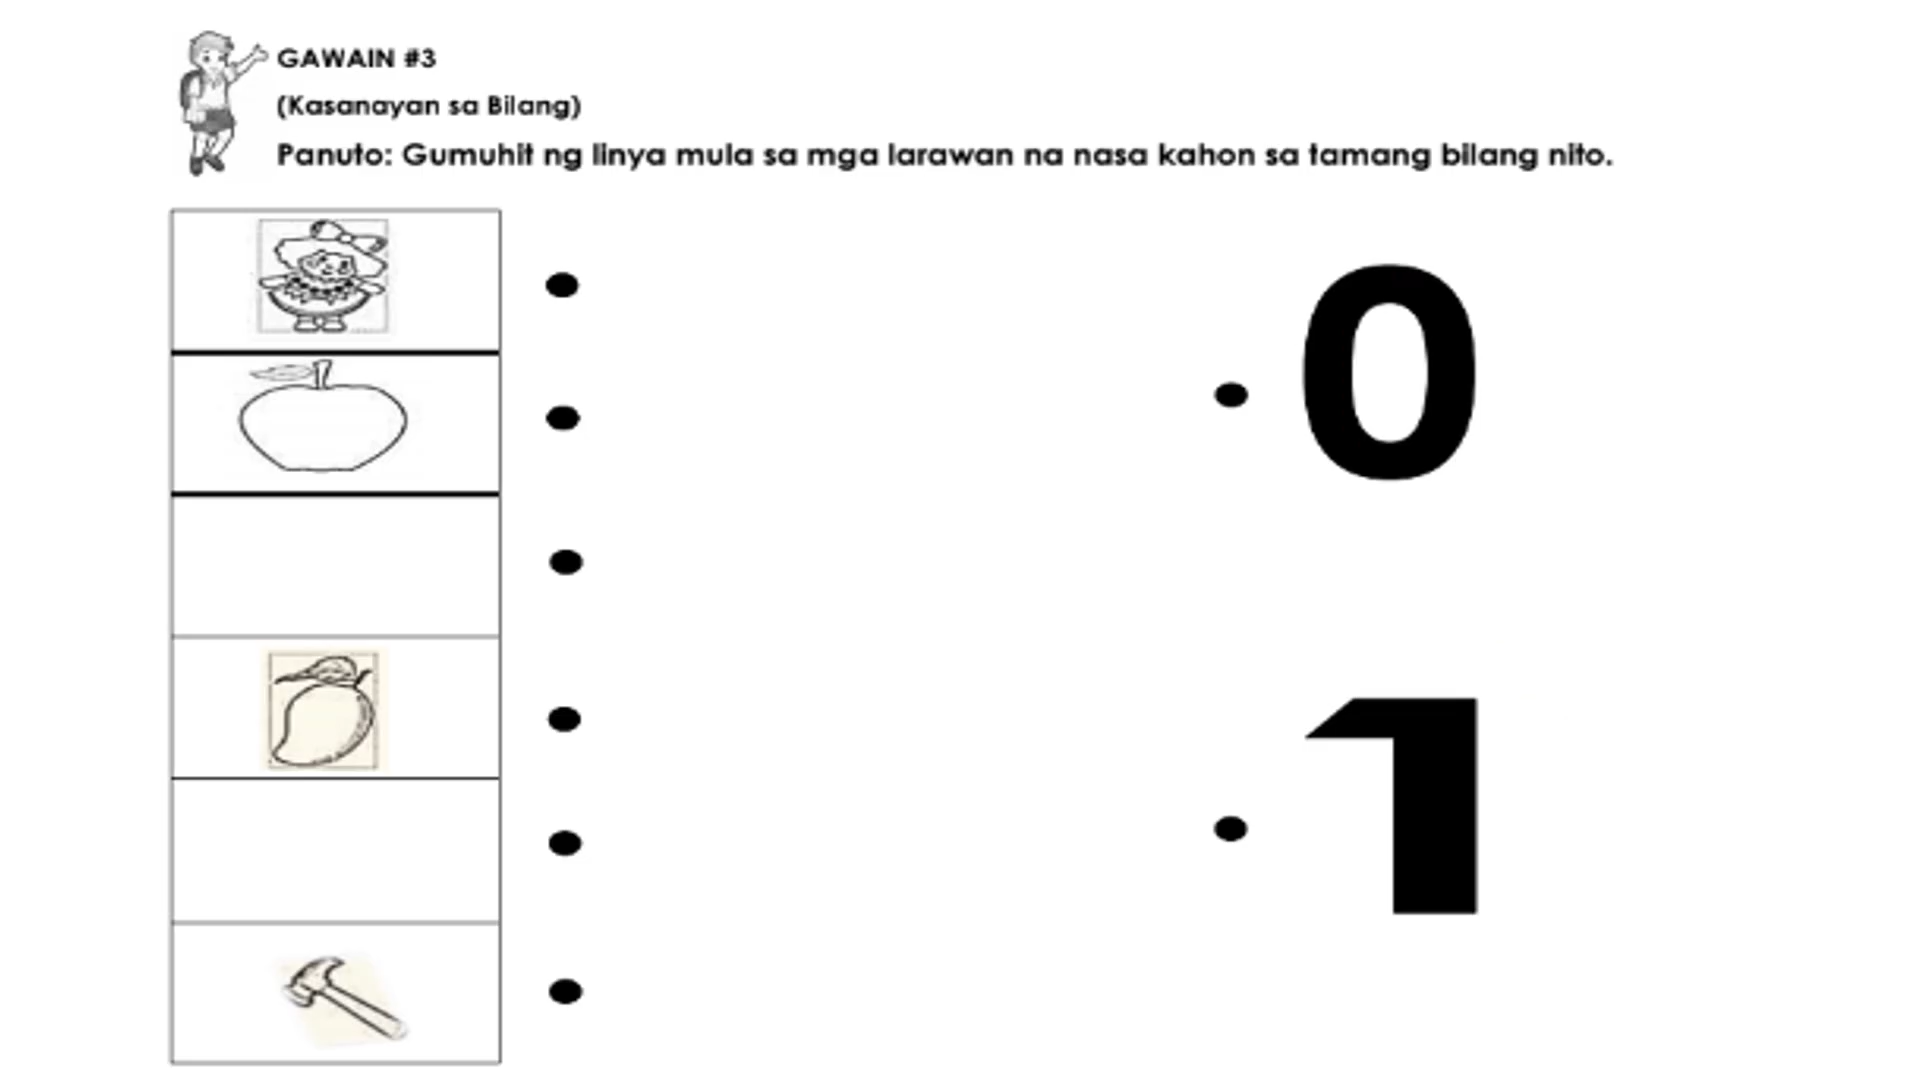 GAWAIN #3
(Kasanayan sa Bilang)
Panuto: Gumuhit ng linya mula sa mga larawan na nasa kahon sa tamang bilang nito.
0
1